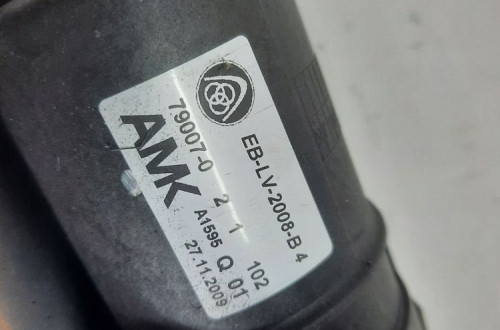 EB-LV-2008-B 4
79007-0 2 1 102
AMK A1595 Q 01
27.11.2009